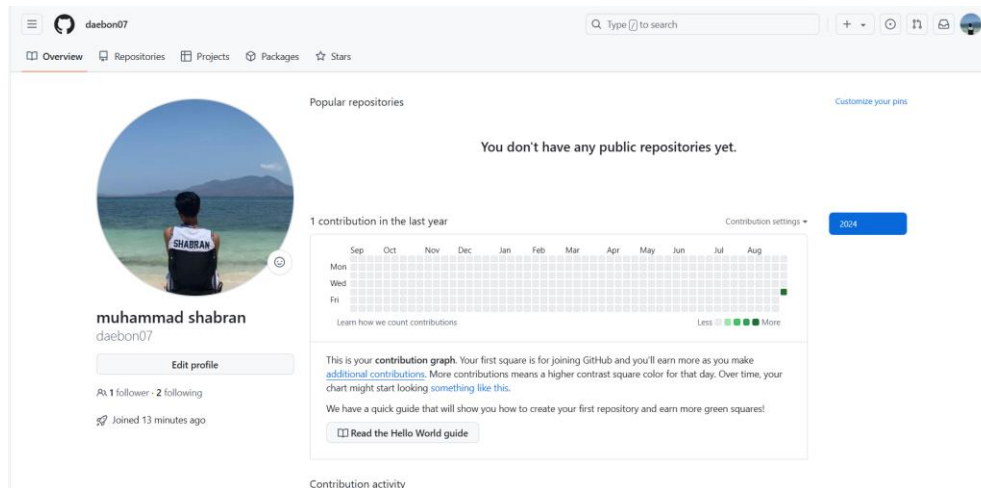 daebon07
Type / to search
Overview
Repositories
Projects
Packages
Stars
Popular repositories
Customize your pins
You don't have any public repositories yet.
SHABRAN
muhammad shabran
daebon07
Edit profile
1 follower · 2 following
Joined 13 minutes ago
1 contribution in the last year
Contribution settings
2024
Sep Oct Nov Dec Jan Feb Mar Apr May Jun Jul Aug
Mon
Wed
Fri
Learn how we count contributions
Less More
This is your contribution graph. Your first square is for joining GitHub and you'll earn more as you make
additional contributions. More contributions means a higher contrast square color for that day. Over time, your
chart might start looking something like this.
We have a quick guide that will show you how to create your first repository and earn more green squares!
Read the Hello World guide
Contribution activity